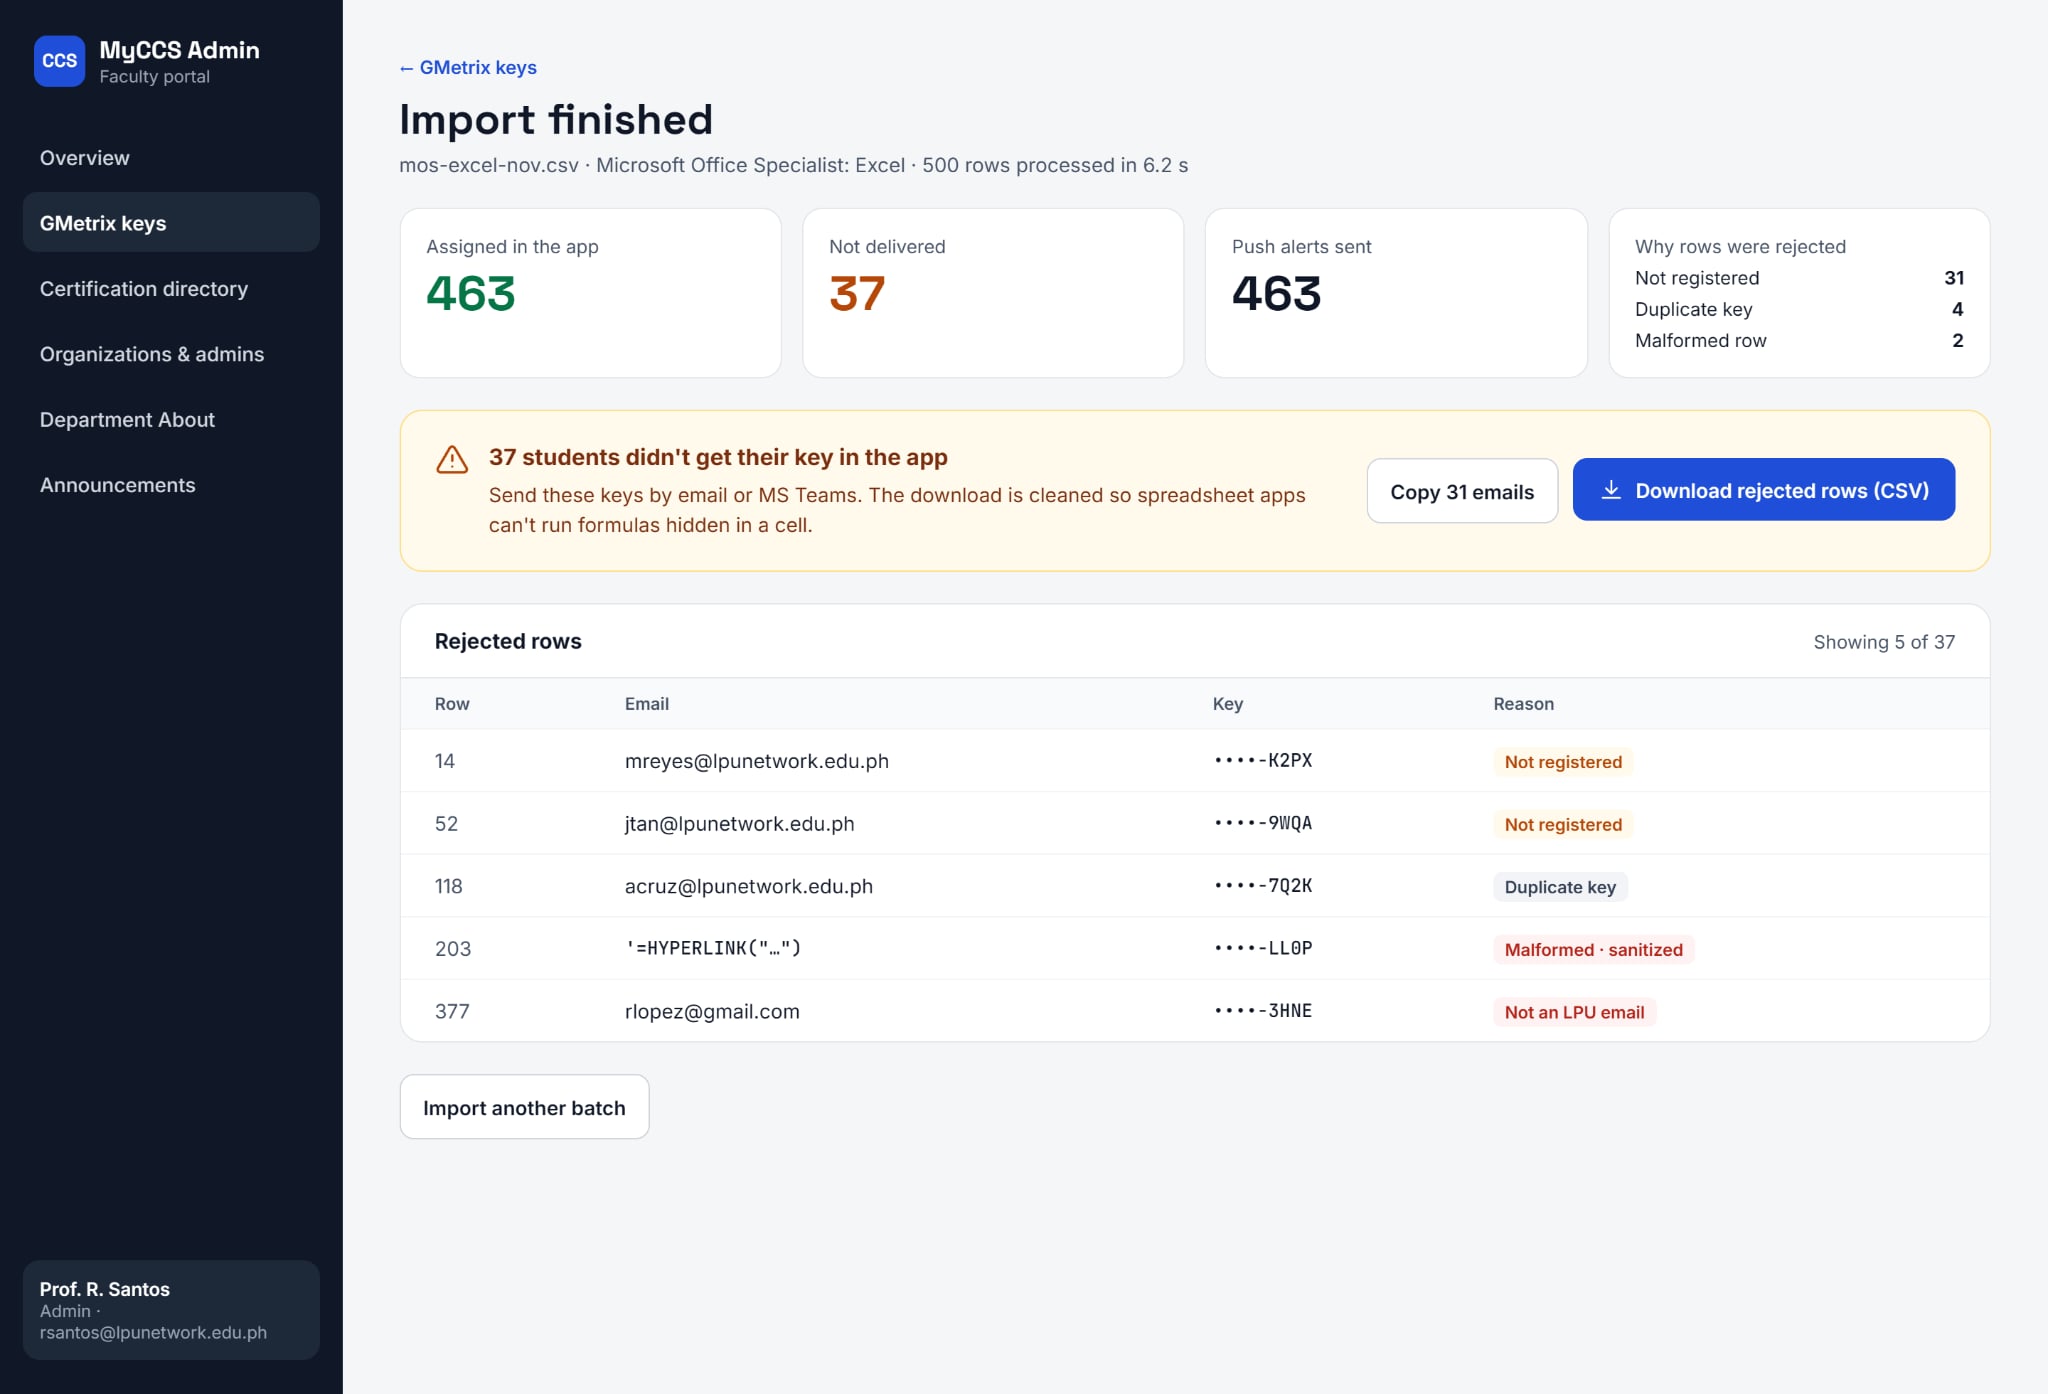 CCS
MyCCS Admin
Faculty portal
Overview
GMetrix keys
Certification directory
Organizations & admins
Department About
Announcements
Prof. R. Santos
Admin ·
rsantos@lpunetwork.edu.ph
← GMetrix keys
Import finished
mos-excel-nov.csv · Microsoft Office Specialist: Excel · 500 rows processed in 6.2 s
Assigned in the app
463
Not delivered
37
Push alerts sent
463
Why rows were rejected
Not registered 31
Duplicate key 4
Malformed row 2
37 students didn't get their key in the app
Send these keys by email or MS Teams. The download is cleaned so spreadsheet apps
can't run formulas hidden in a cell.
Copy 31 emails
Download rejected rows (CSV)
Rejected rows
Showing 5 of 37
Row Email Key Reason
14 mreyes@lpunetwork.edu.ph ••••-K2PX Not registered
52 jtan@lpunetwork.edu.ph ••••-9WQA Not registered
118 acruz@lpunetwork.edu.ph ••••-7Q2K Duplicate key
203 '=HYPERLINK("…") ••••-LL0P Malformed · sanitized
377 rlopez@gmail.com ••••-3HNE Not an LPU email
Import another batch